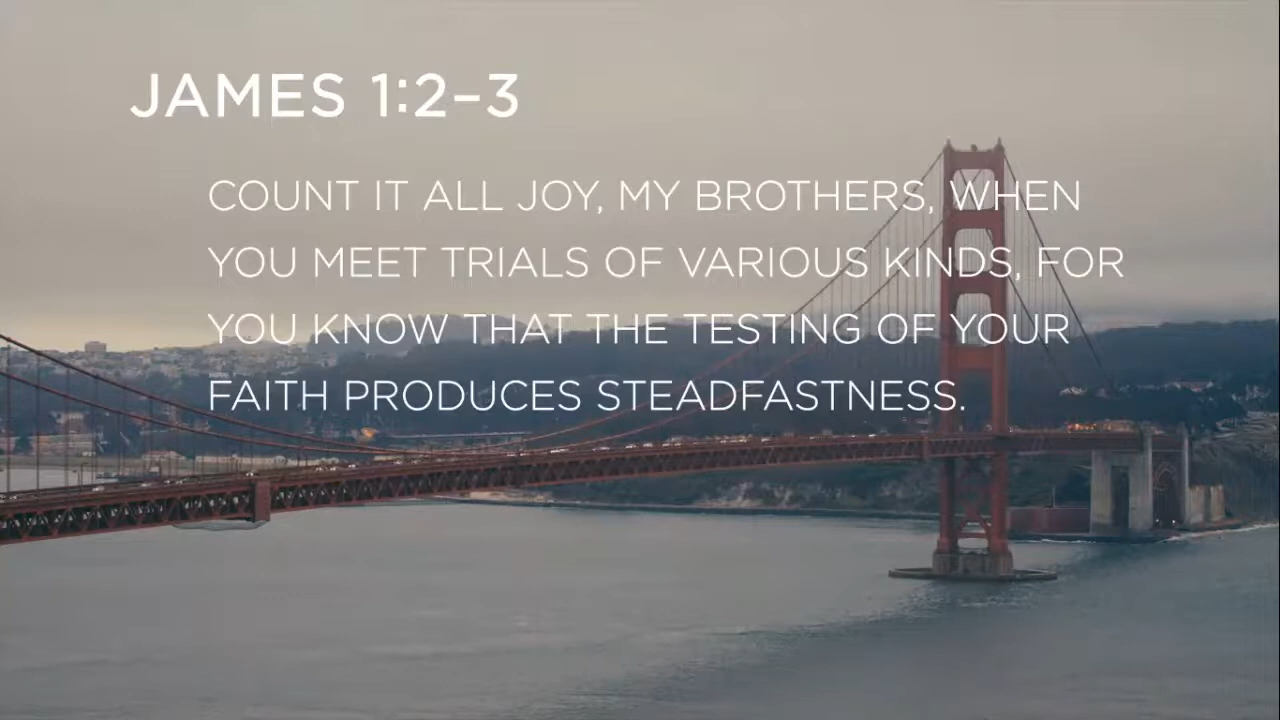 JAMES 1:2–3
COUNT IT ALL JOY, MY BROTHERS, WHEN
YOU MEET TRIALS OF VARIOUS KINDS, FOR
YOU KNOW THAT THE TESTING OF YOUR
FAITH PRODUCES STEADFASTNESS.